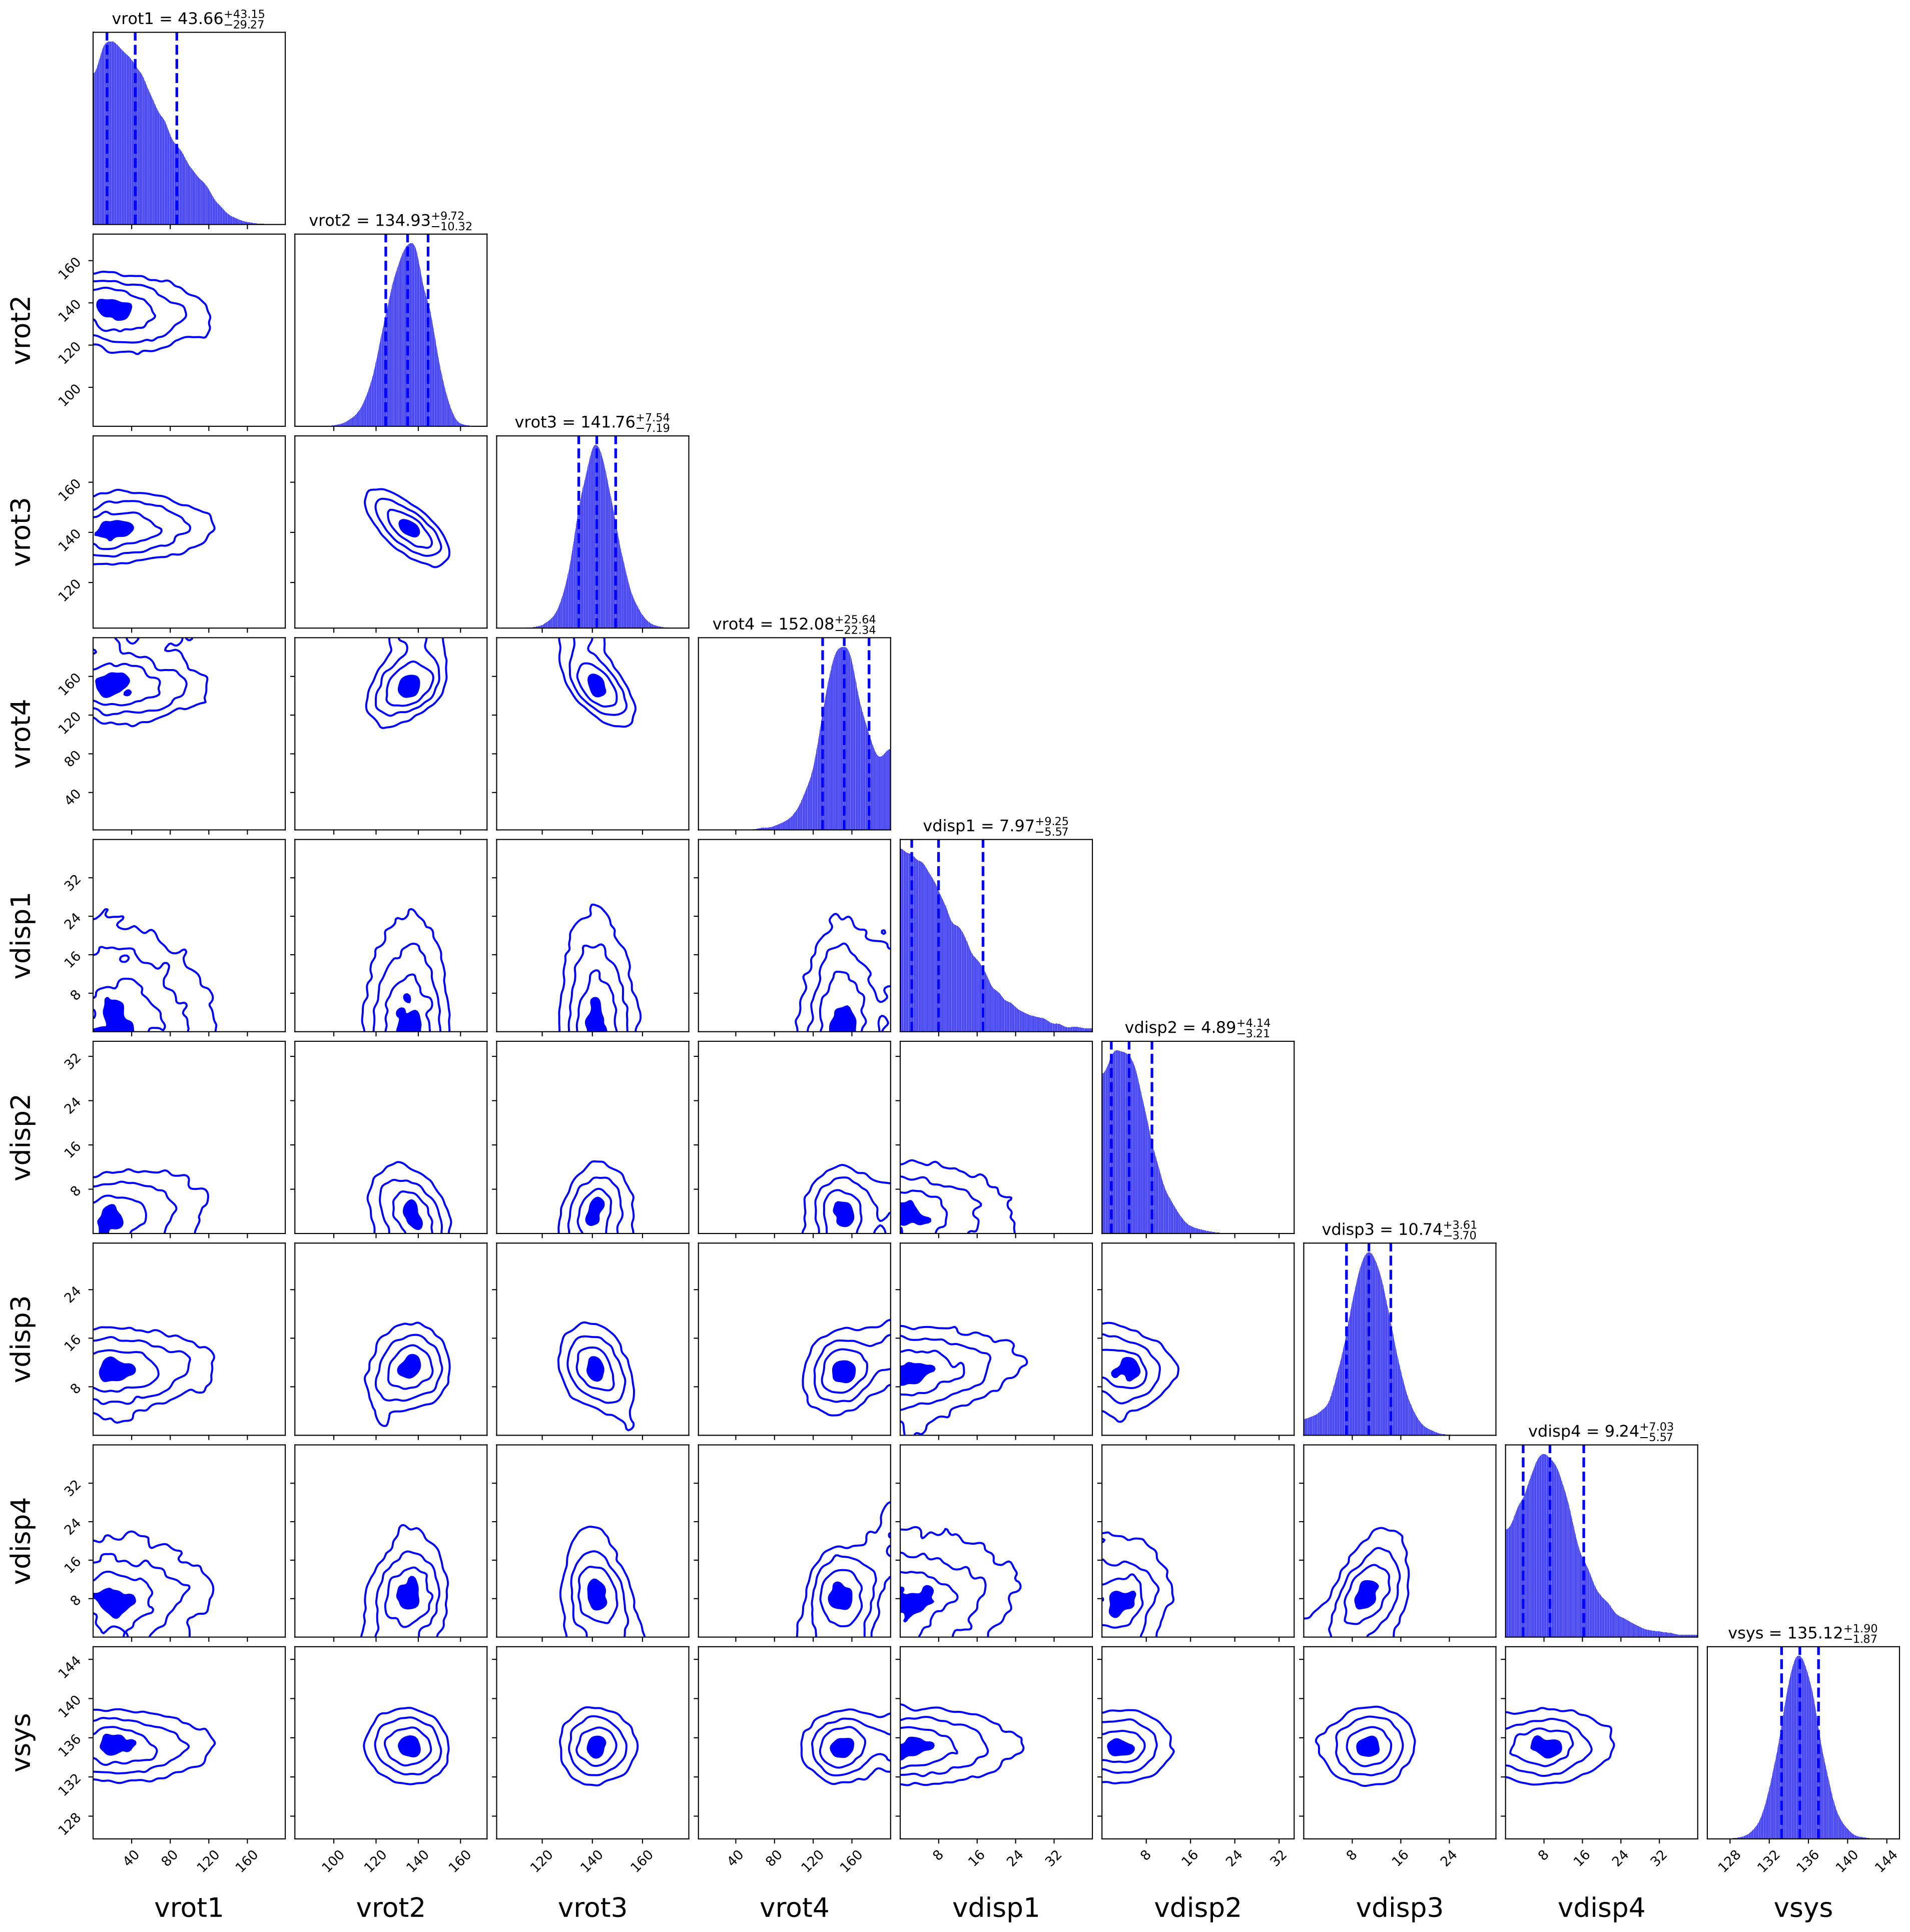 vrot1 = 43.66 +43.15 −29.27
vrot2 = 134.93 +9.72 −10.32
160
140
120
100
vrot2
vrot3 = 141.76 +7.54 −7.19
160
140
120
vrot3
vrot4 = 152.08 +25.64 −22.34
160
120
80
40
vrot4
vdisp1 = 7.97 +9.25 −5.57
32
24
16
8
vdisp1
vdisp2 = 4.89 +4.14 −3.21
32
24
16
8
vdisp2
vdisp3 = 10.74 +3.61 −3.70
24
16
8
vdisp3
vdisp4 = 9.24 +7.03 −5.57
32
24
16
8
vdisp4
vsys = 135.12 +1.90 −1.87
144
140
136
132
128
vsys
40 80 120 160 100 120 140 160 120 140 160 40 80 120 160 8 16 24 32 8 16 24 32 8 16 24 8 16 24 32 128 132 136 140 144
vrot1 vrot2 vrot3 vrot4 vdisp1 vdisp2 vdisp3 vdisp4 vsys